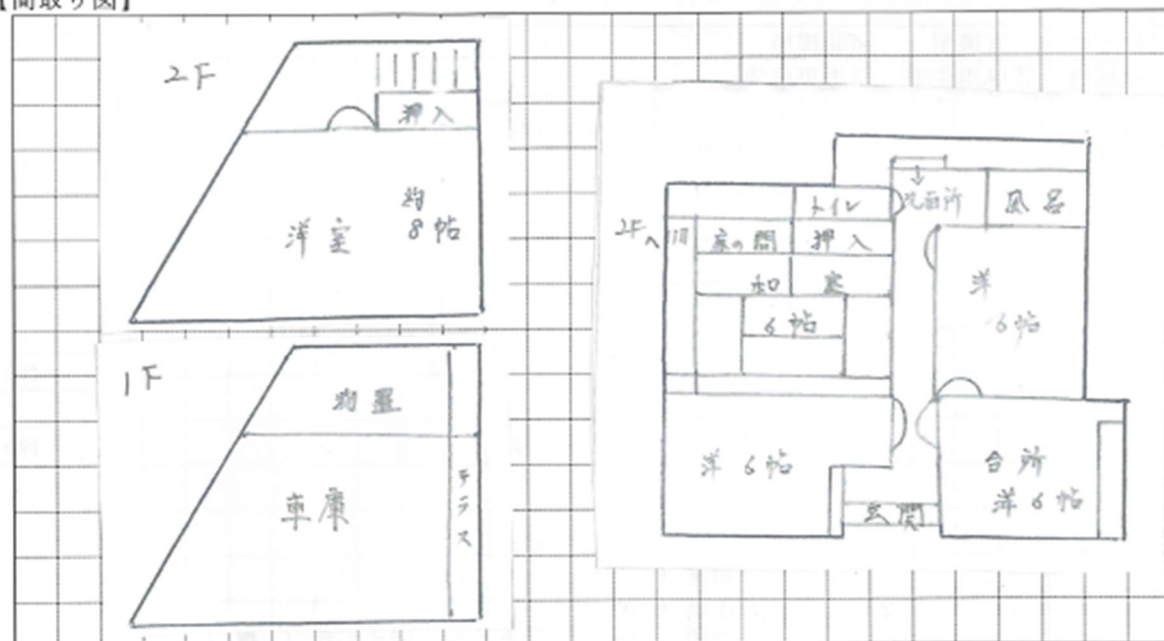 【間取り図】
2F
押入
洋室
約
8帖
1F
物置
車庫
テラス
トイレ
洗面所
風呂
2Fへ
床の間
押入
和室
6帖
洋
6帖
洋6帖
台所
洋6帖
玄関